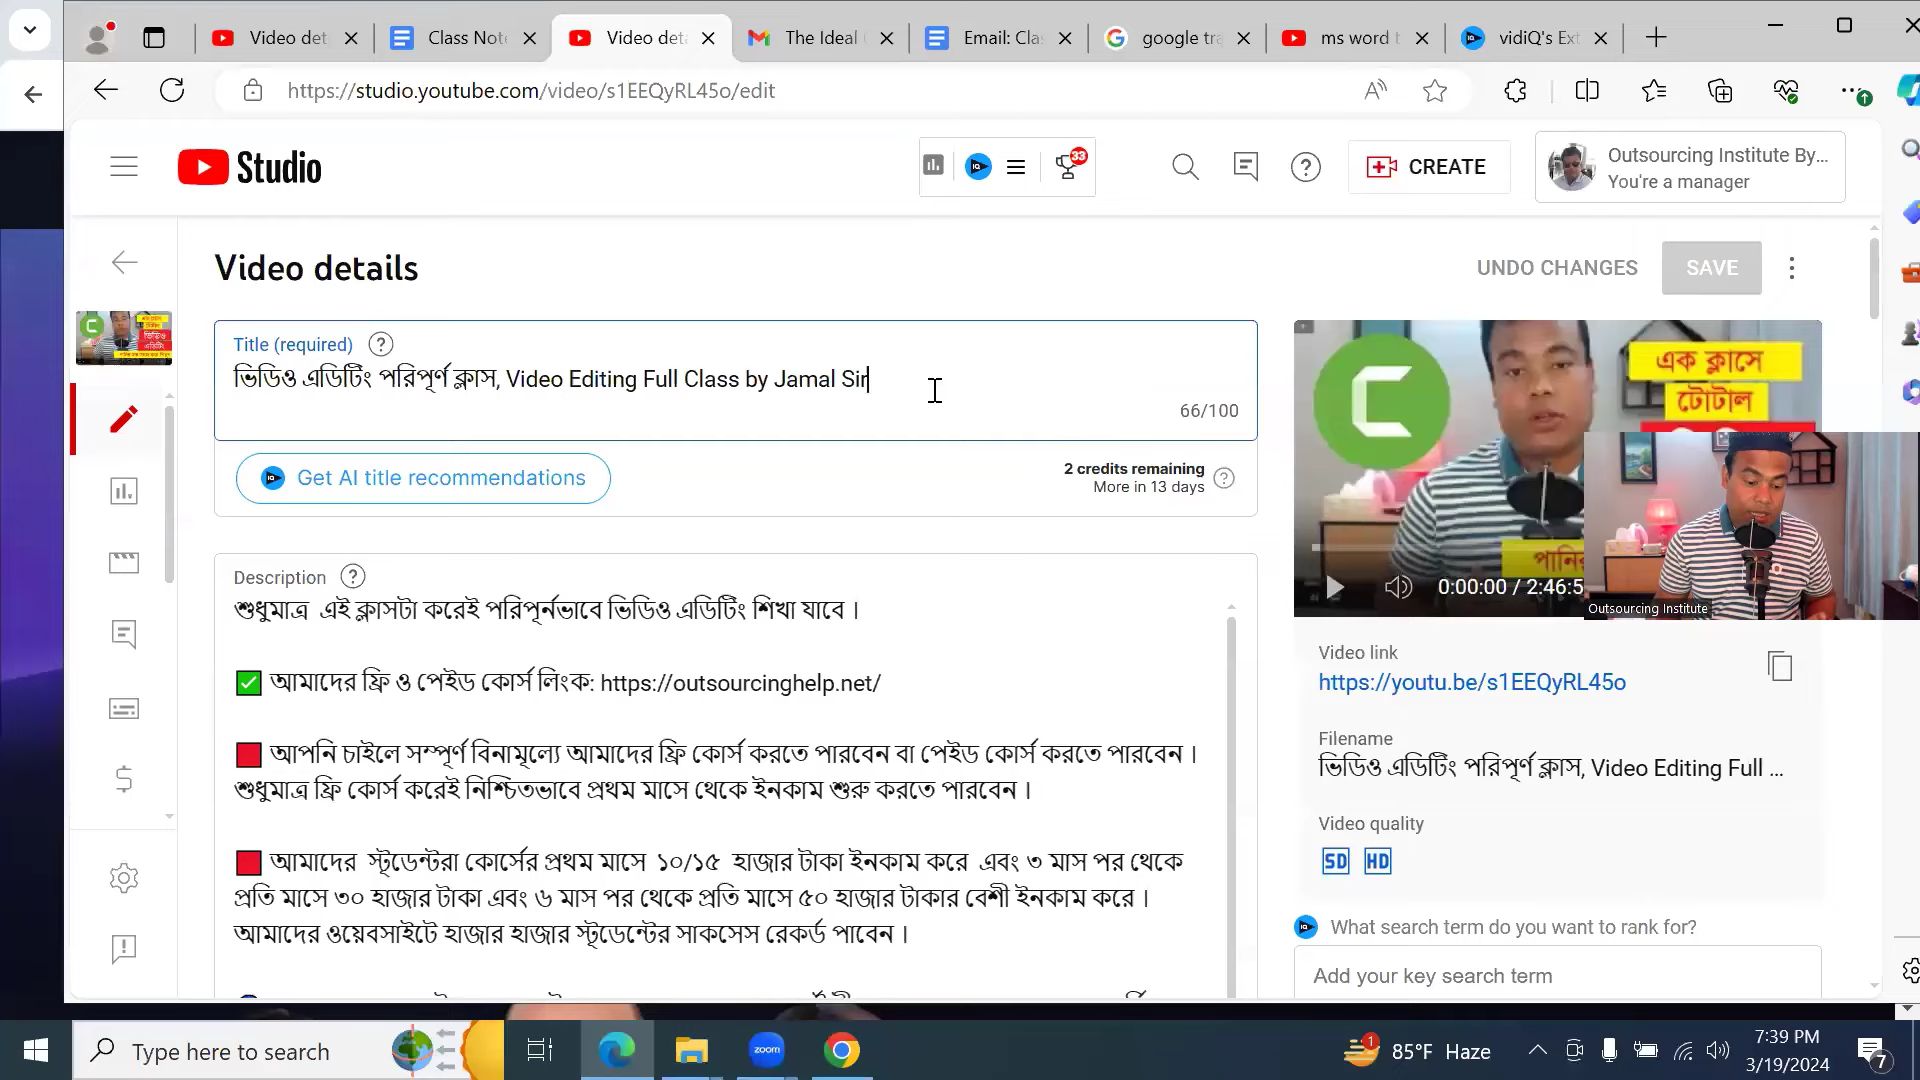 Video det
Class Not
Video deta
The Ideal
Email: Cla
google tra
ms word t
vidiQ's Ext
https://studio.youtube.com/video/s1EEQyRL45o/edit
Studio
33
CREATE
Outsourcing Institute By...
You're a manager
Video details
UNDO CHANGES
SAVE
Title (required)
ভিডিও এডিটিং পরিপূর্ণ ক্লাস, Video Editing Full Class by Jamal Sir
66/100
Get AI title recommendations
2 credits remaining
More in 13 days
এক ক্লাসে
টোটাল
পানির
0:00:00 / 2:46:5
Outsourcing Institute
Description
শুধুমাত্র এই ক্লাসটা করেই পরিপূর্নভাবে ভিডিও এডিটিং শিখা যাবে।
✅ আমাদের ফ্রি ও পেইড কোর্স লিংক: https://outsourcinghelp.net/
🟥 আপনি চাইলে সম্পূর্ণ বিনামূল্যে আমাদের ফ্রি কোর্স করতে পারবেন বা পেইড কোর্স করতে পারবেন।
শুধুমাত্র ফ্রি কোর্স করেই নিশ্চিতভাবে প্রথম মাসে থেকে ইনকাম শুরু করতে পারবেন।
🟥 আমাদের স্টুডেন্টরা কোর্সের প্রথম মাসে ১০/১৫ হাজার টাকা ইনকাম করে এবং ৩ মাস পর থেকে
প্রতি মাসে ৩০ হাজার টাকা এবং ৬ মাস পর থেকে প্রতি মাসে ৫০ হাজার টাকার বেশী ইনকাম করে।
আমাদের ওয়েবসাইটে হাজার হাজার স্টুডেন্টের সাকসেস রেকর্ড পাবেন।
Video link
https://youtu.be/s1EEQyRL45o
Filename
ভিডিও এডিটিং পরিপূর্ণ ক্লাস, Video Editing Full ...
Video quality
SD HD
What search term do you want to rank for?
Add your key search term
Type here to search
zoom
1
85°F Haze
7:39 PM
3/19/2024
7